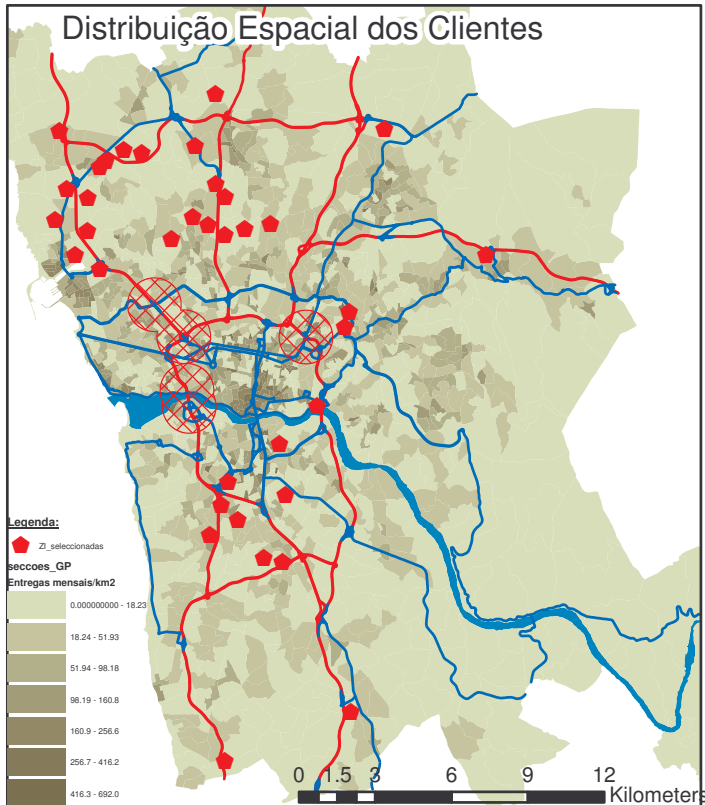 Distribuição Espacial dos Clientes
Legenda:
ZI_seleccionadas
seccoes_GP
Entregas mensais/km2
0.000000000 - 18.23
18.24 - 51.93
51.94 - 98.18
98.19 - 160.8
160.9 - 256.6
256.7 - 416.2
416.3 - 692.0
0 1.5 3 6 9 12
Kilometers